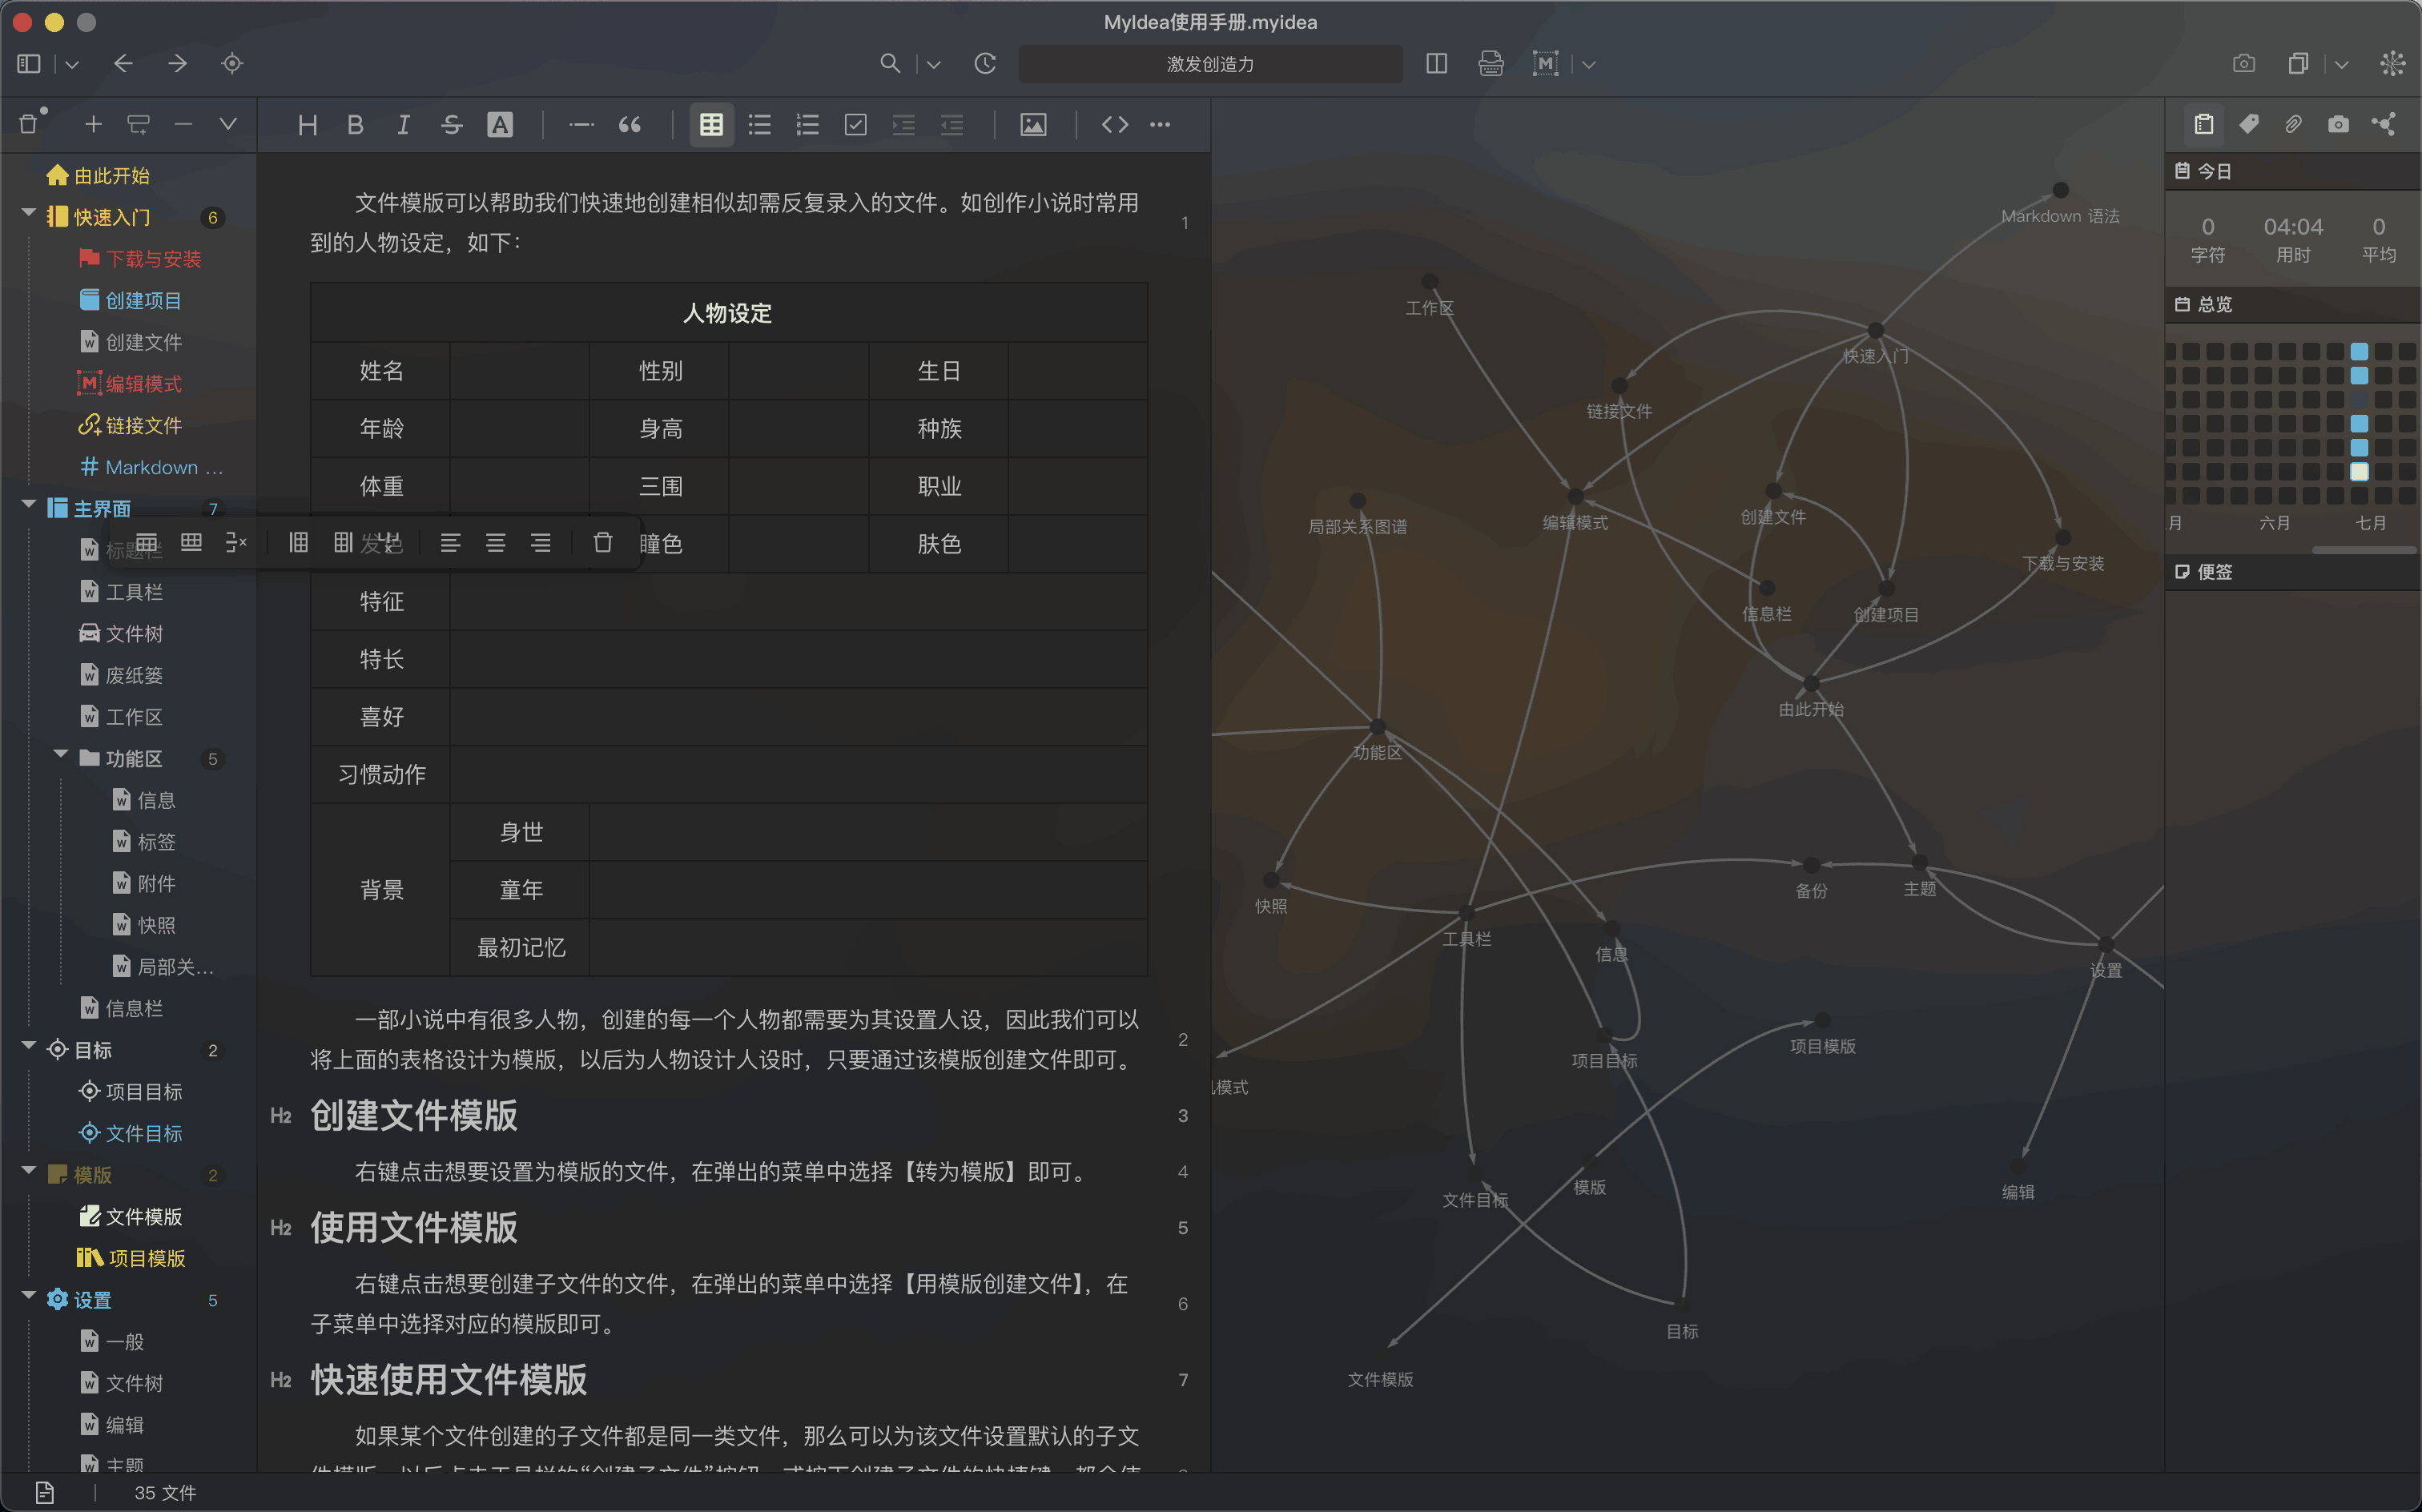 MyIdea使用手册.myidea
激发创造力
由此开始
快速入门 6
下载与安装
创建项目
创建文件
编辑模式
链接文件
Markdown ...
主界面 7
标题栏
工具栏
文件树
废纸篓
工作区
功能区 5
信息
标签
附件
快照
局部关...
信息栏
目标 2
项目目标
文件目标
模版 2
文件模版
项目模版
设置 5
一般
文件树
编辑
主题
35 文件
文件模版可以帮助我们快速地创建相似却需反复录入的文件。如创作小说时常用
到的人物设定，如下：
1
人物设定
姓名 性别 生日
年龄 身高 种族
体重 三围 职业
发色 瞳色 肤色
特征
特长
喜好
习惯动作
背景
身世
童年
最初记忆
一部小说中有很多人物，创建的每一个人物都需要为其设置人设，因此我们可以
将上面的表格设计为模版，以后为人物设计人设时，只要通过该模版创建文件即可。
2
H2 创建文件模版 3
右键点击想要设置为模版的文件，在弹出的菜单中选择【转为模版】即可。 4
H2 使用文件模版 5
右键点击想要创建子文件的文件，在弹出的菜单中选择【用模版创建文件】，在
子菜单中选择对应的模版即可。
6
H2 快速使用文件模版 7
如果某个文件创建的子文件都是同一类文件，那么可以为该文件设置默认的子文
Markdown 语法
工作区
快速入门
链接文件
局部关系图谱
编辑模式
创建文件
下载与安装
信息栏
创建项目
由此开始
功能区
快照
备份
主题
工具栏
信息
设置
项目目标
项目模版
模式
文件目标
模版
编辑
目标
文件模版
今日
0 04:04 0
字符 用时 平均
总览
月 六月 七月
便签